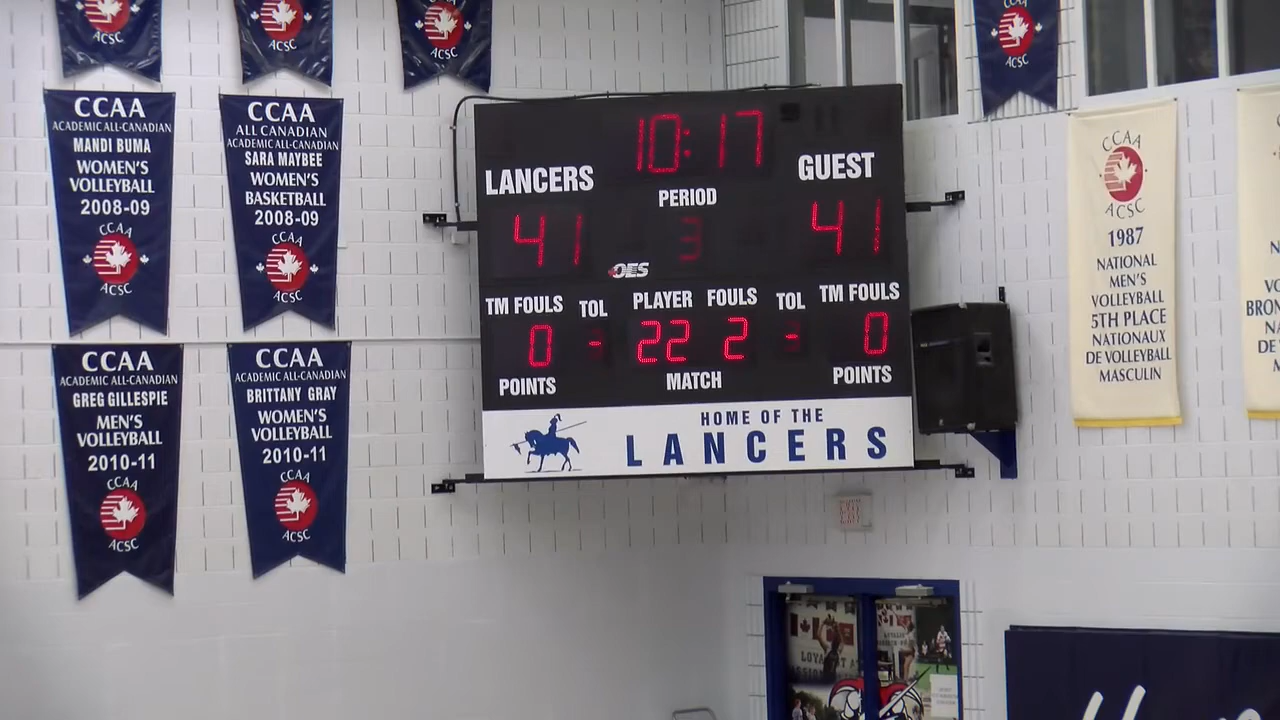 ACSC
ACSC
ACSC
ACSC
CCAA
ACADEMIC ALL-CANADIAN
MANDI BUMA
WOMEN'S
VOLLEYBALL
2008-09
CCAA
ACSC
CCAA
ALL CANADIAN
ACADEMIC ALL-CANADIAN
SARA MAYBEE
WOMEN'S
BASKETBALL
2008-09
CCAA
ACSC
CCAA
ACADEMIC ALL-CANADIAN
GREG GILLESPIE
MEN'S
VOLLEYBALL
2010-11
CCAA
ACSC
CCAA
ACADEMIC ALL-CANADIAN
BRITTANY GRAY
WOMEN'S
VOLLEYBALL
2010-11
CCAA
ACSC
10:17
LANCERS
GUEST
PERIOD
41
3
41
OES
TM FOULS
TOL
PLAYER
FOULS
TOL
TM FOULS
0
-
22
2
-
0
POINTS
MATCH
POINTS
HOME OF THE
LANCERS
CCAA
ACSC
1987
NATIONAL
MEN'S
VOLLEYBALL
5TH PLACE
NATIONAUX
DE VOLLEYBALL
MASCULIN